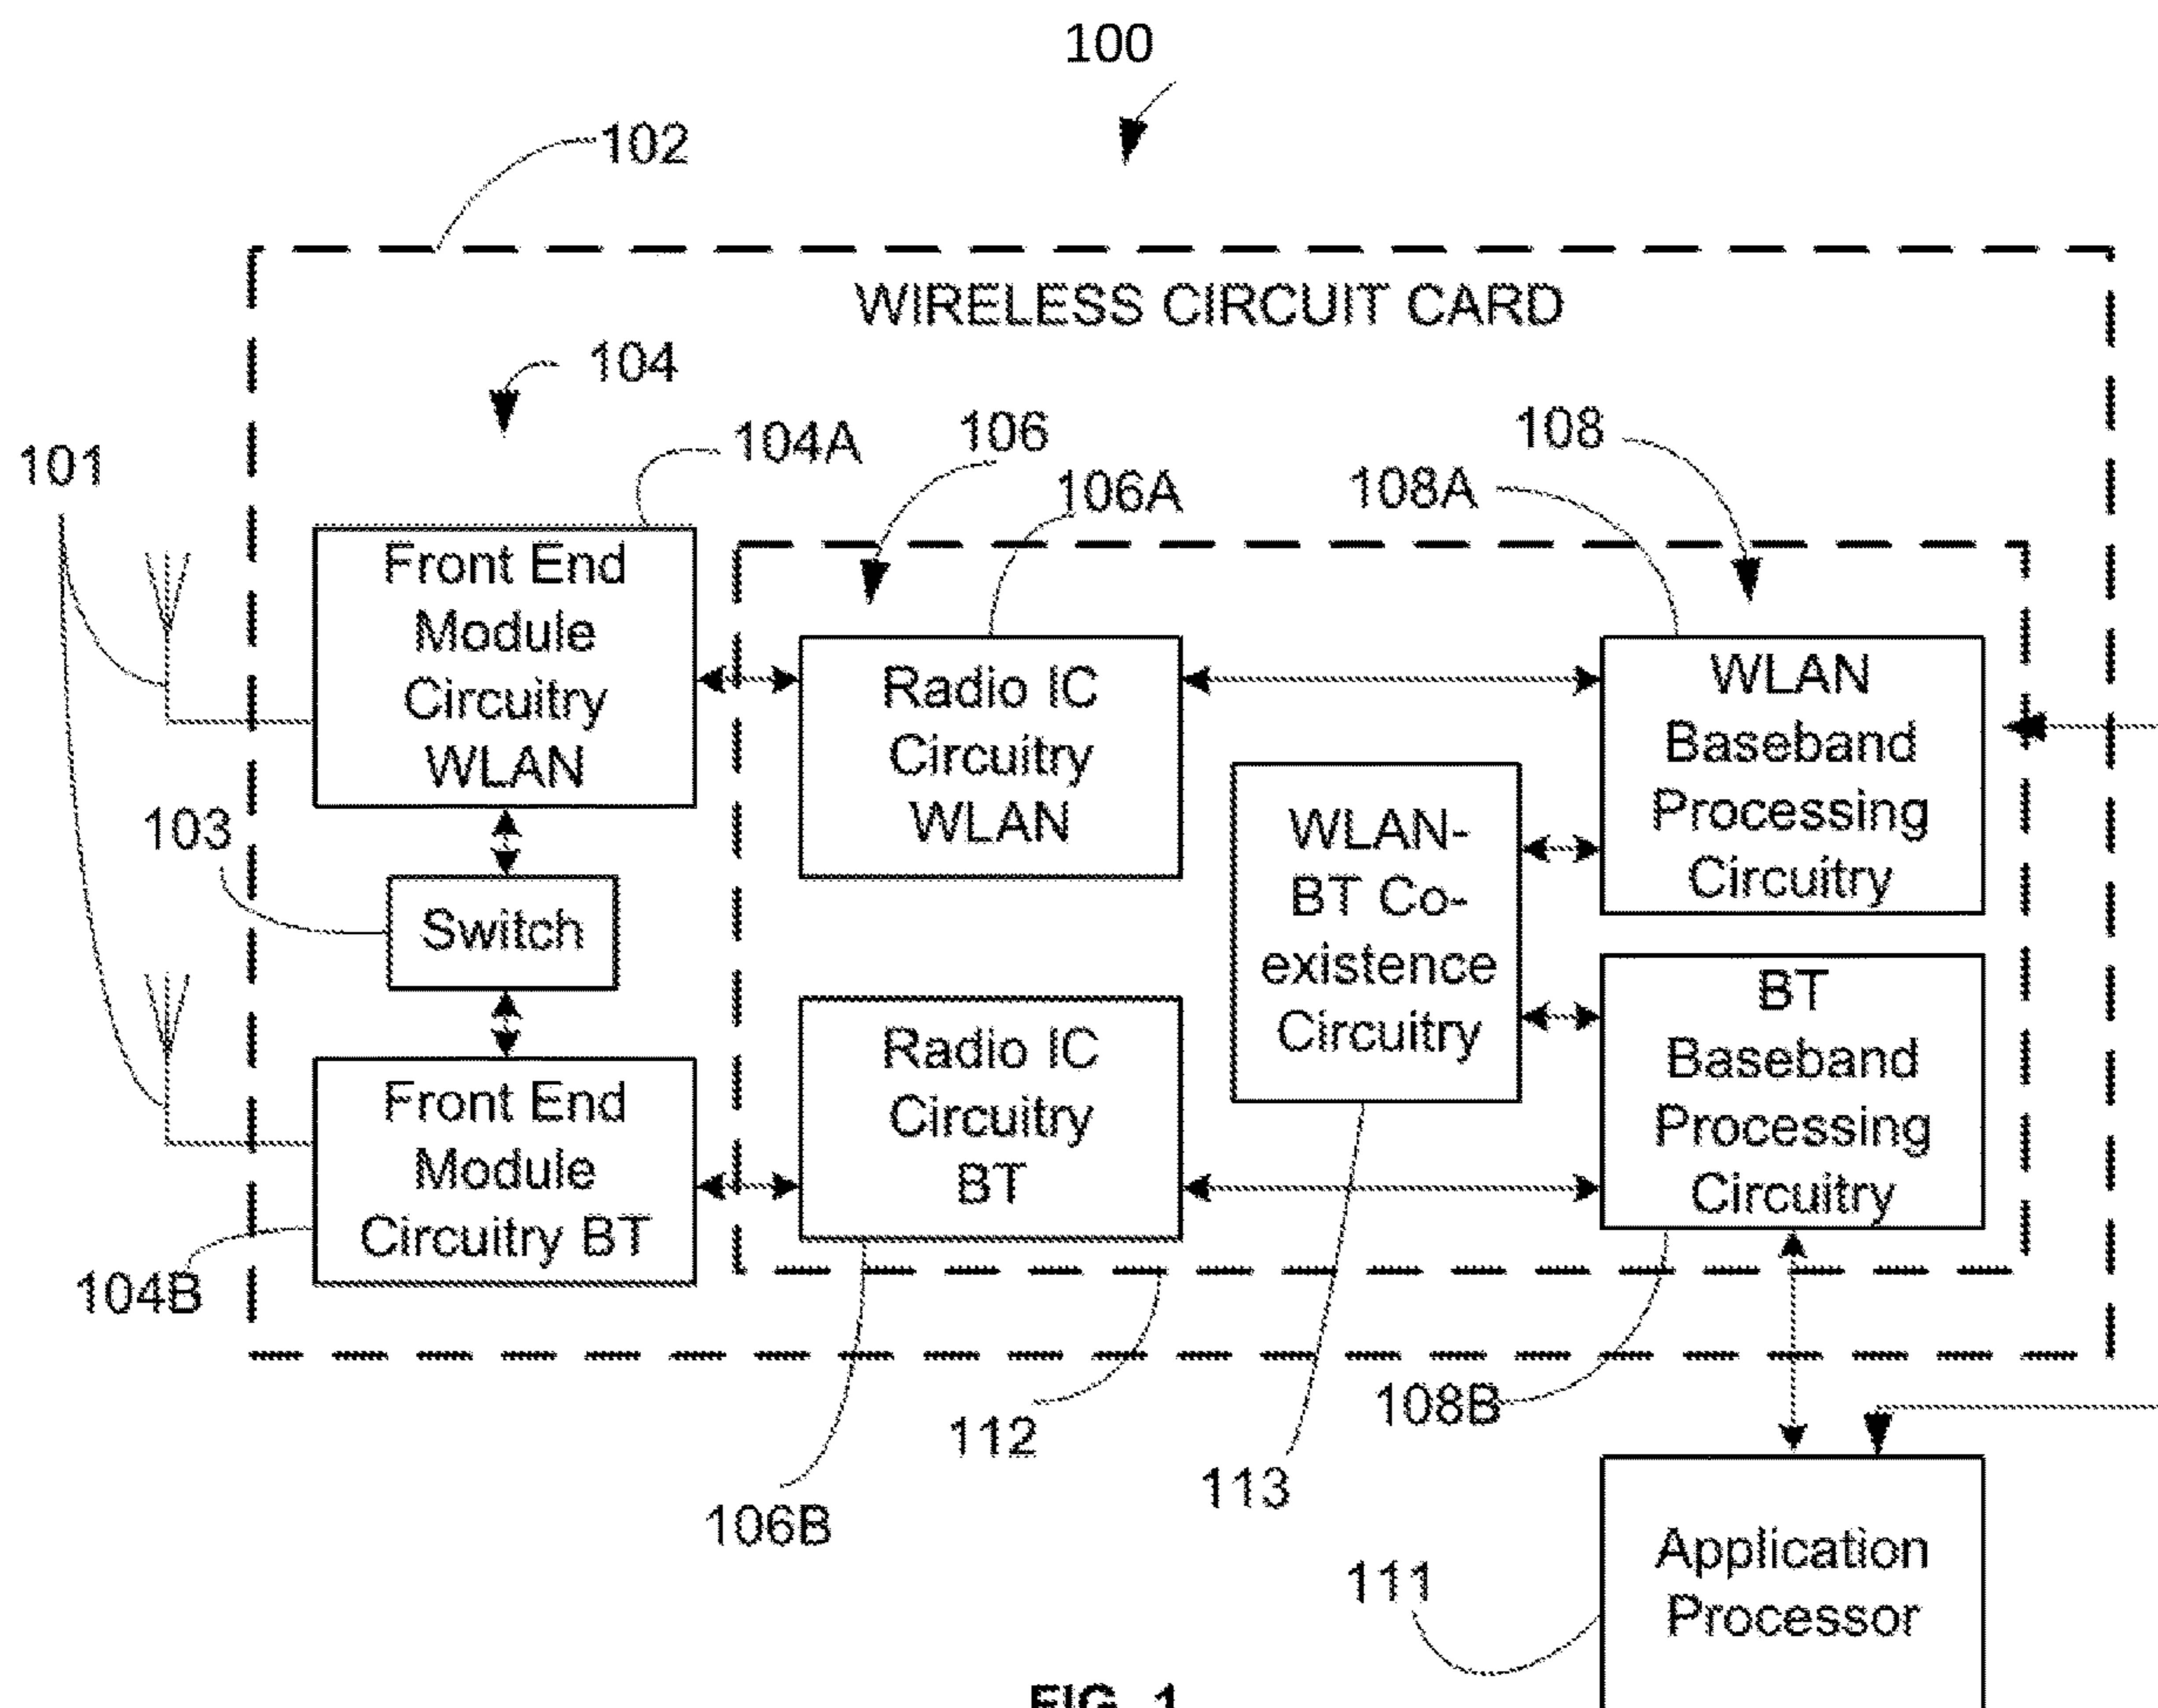 100
102
WIRELESS CIRCUIT CARD
104
104A
106
108
101
106A
108A
Front End
Module
Circuitry
WLAN
Radio IC
Circuitry
WLAN
WLAN
Baseband
Processing
Circuitry
103
Switch
WLAN-
BT Co-
existence
Circuitry
Front End
Module
Circuitry BT
Radio IC
Circuitry
BT
BT
Baseband
Processing
Circuitry
104B
112
108B
113
106B
111
Application
Processor
FIG. 1